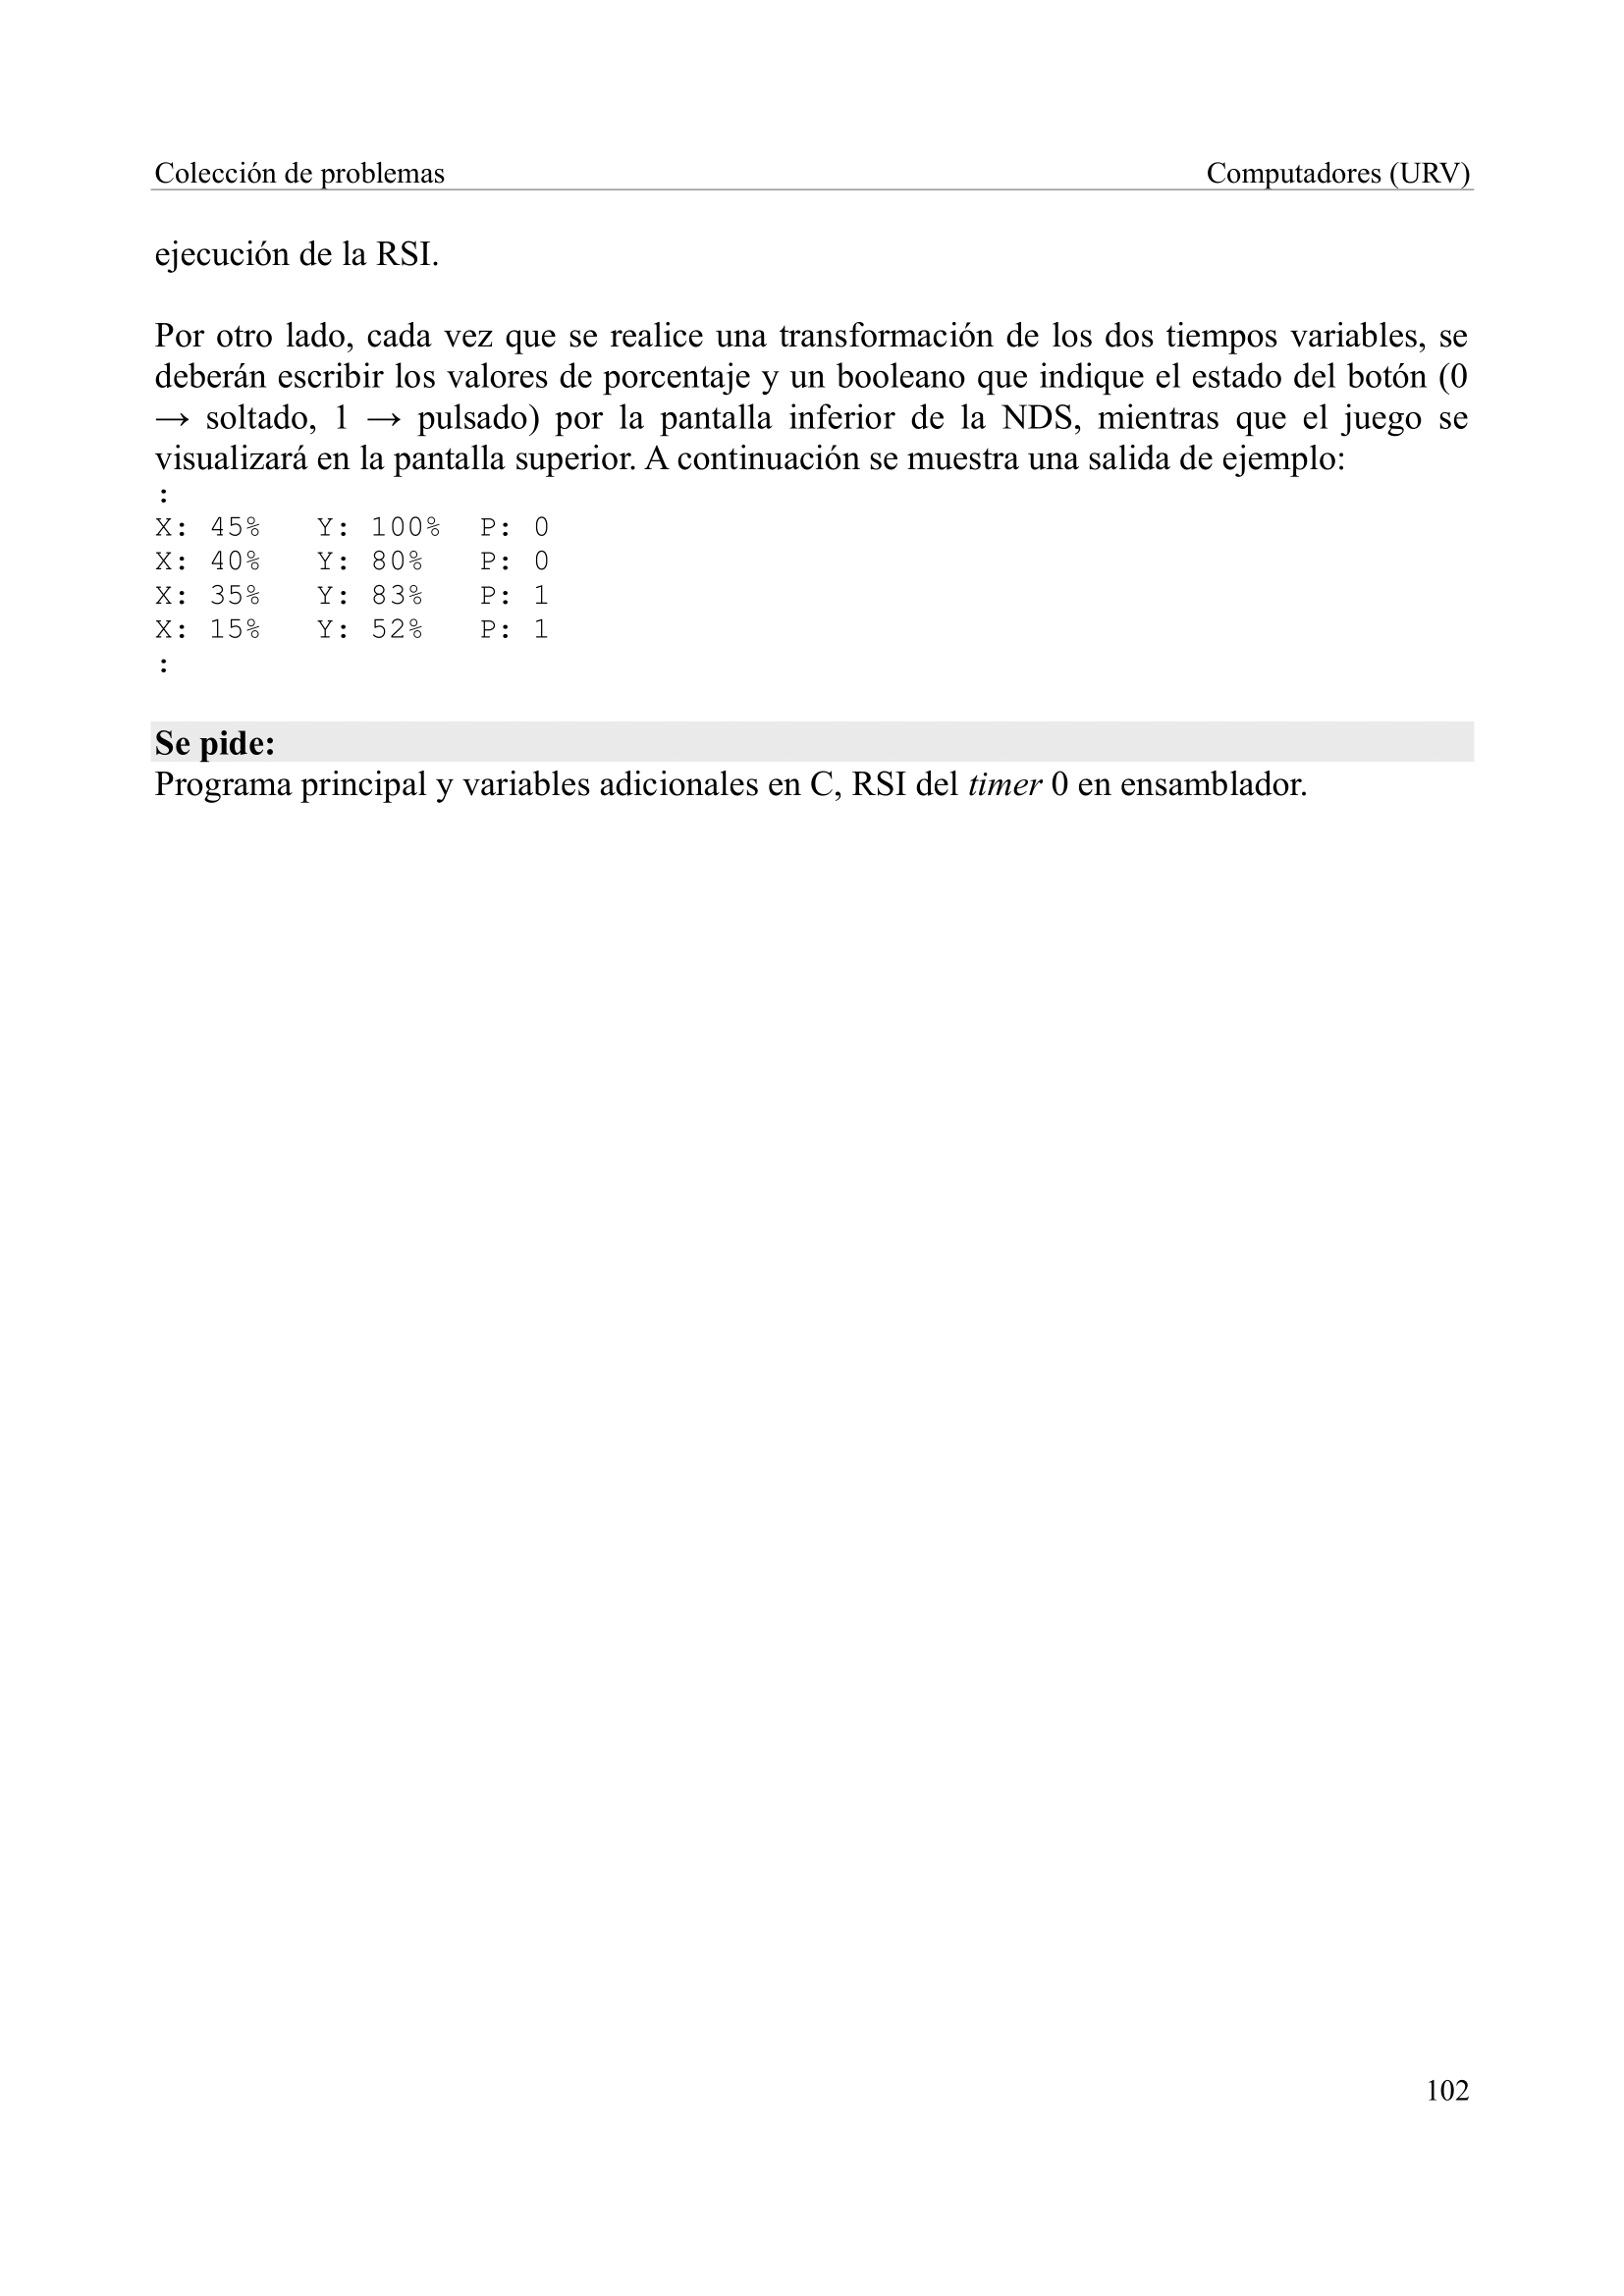 Colección de problemas Computadores (URV)
ejecución de la RSI.
Por otro lado, cada vez que se realice una transformación de los dos tiempos variables, se
deberán escribir los valores de porcentaje y un booleano que indique el estado del botón (0
→ soltado, 1 → pulsado) por la pantalla inferior de la NDS, mientras que el juego se
visualizará en la pantalla superior. A continuación se muestra una salida de ejemplo:
:
X: 45% Y: 100% P: 0
X: 40% Y: 80% P: 0
X: 35% Y: 83% P: 1
X: 15% Y: 52% P: 1
:
Se pide:
Programa principal y variables adicionales en C, RSI del timer 0 en ensamblador.
102